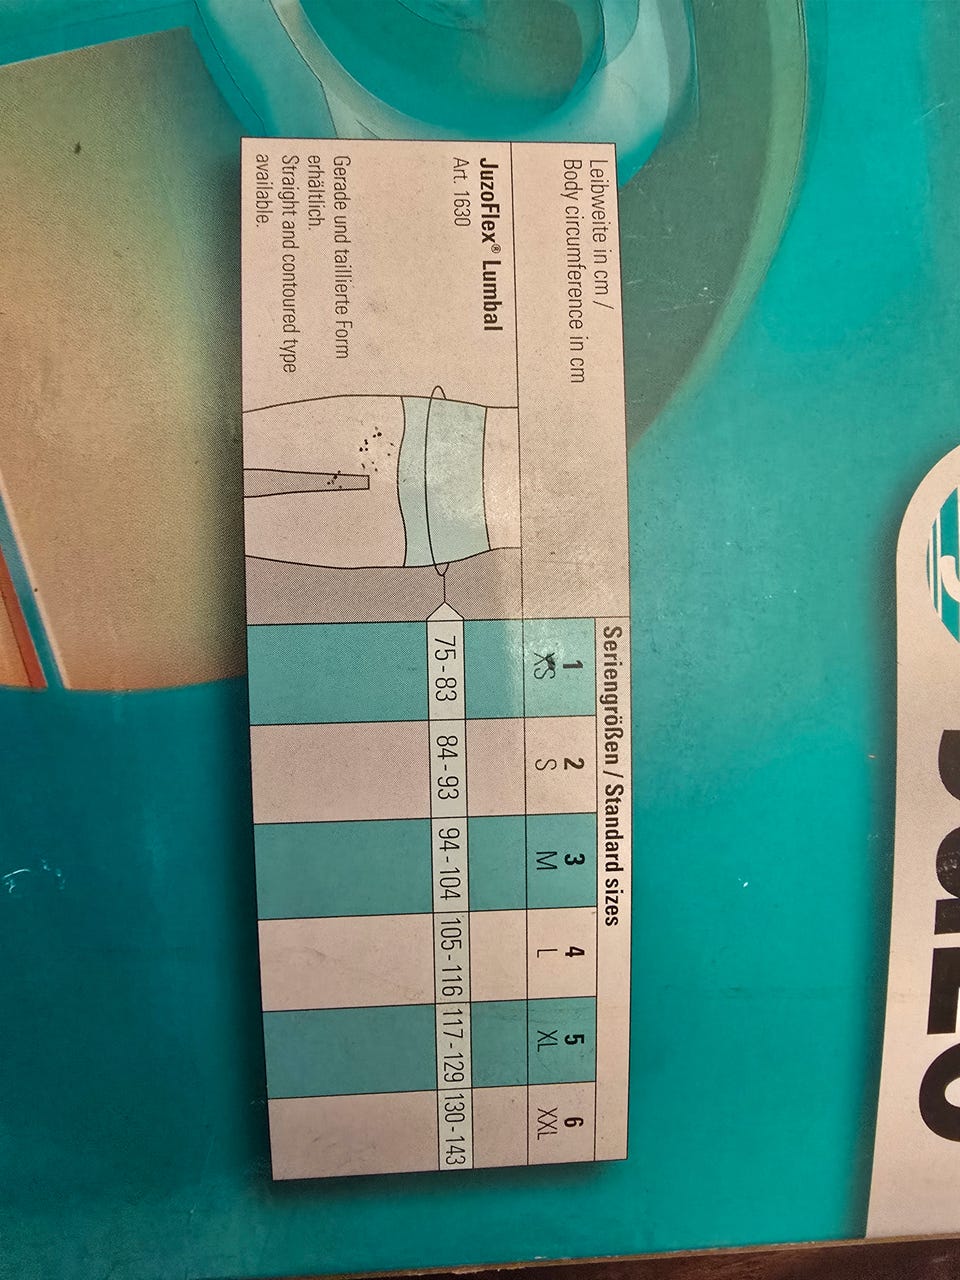 Leibweite in cm /
Body circumference in cm
Seriengrößen / Standard sizes
1 2 3 4 5 6
XS S M L XL XXL
JuzoFlex® Lumbal
Art. 1630
75 - 83 84 - 93 94 - 104 105 - 116 117 - 129 130 - 143
Gerade und taillierte Form
erhältlich.
Straight and contoured type
available.